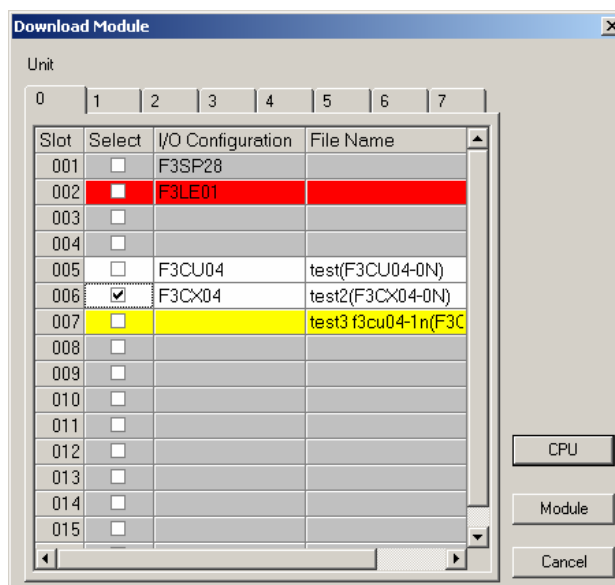 Download Module
Unit
0 1 2 3 4 5 6 7
Slot Select I/O Configuration File Name
001 F3SP28
002 F3LE01
003
004
005 F3CU04 test(F3CU04-0N)
006 F3CX04 test2(F3CX04-0N)
007 test3 f3cu04-1n(F3C
008
009
010
011
012
013
014
015
CPU
Module
Cancel